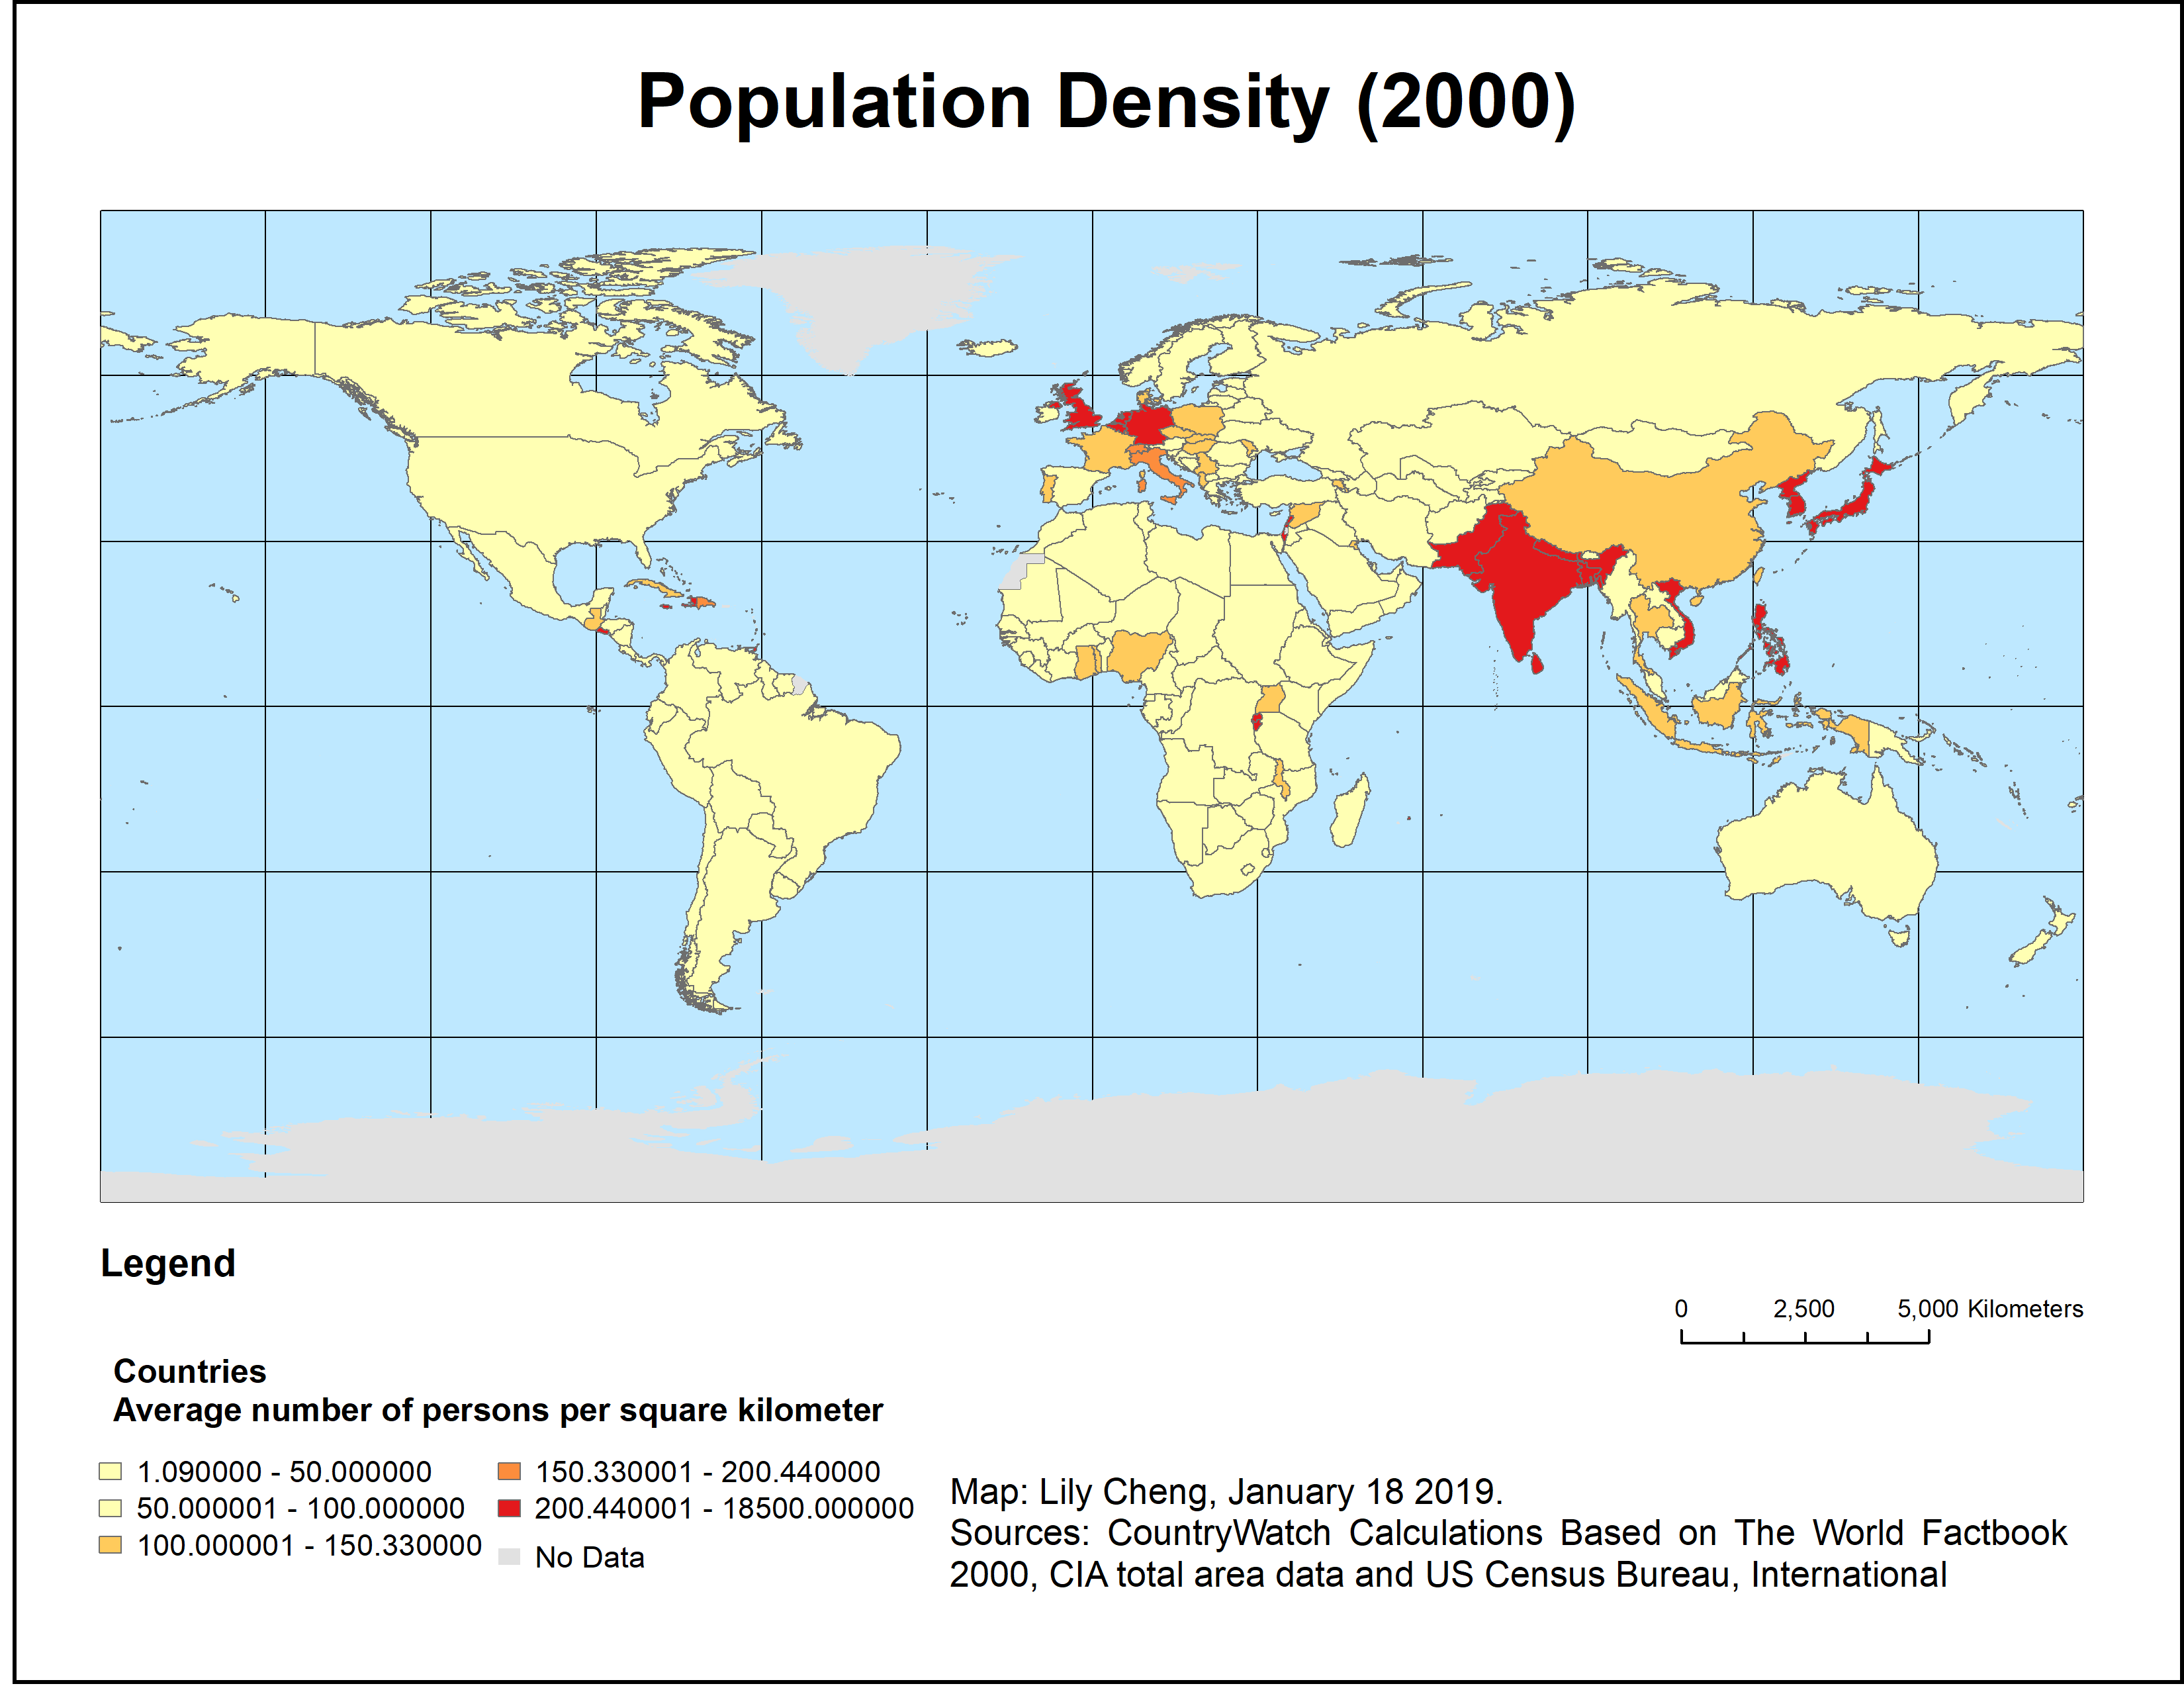 Population Density (2000)
Legend
0 2,500 5,000 Kilometers
Countries
Average number of persons per square kilometer
1.090000 - 50.000000
50.000001 - 100.000000
100.000001 - 150.330000
150.330001 - 200.440000
200.440001 - 18500.000000
No Data
Map: Lily Cheng, January 18 2019.
Sources: CountryWatch Calculations Based on The World Factbook
2000, CIA total area data and US Census Bureau, International